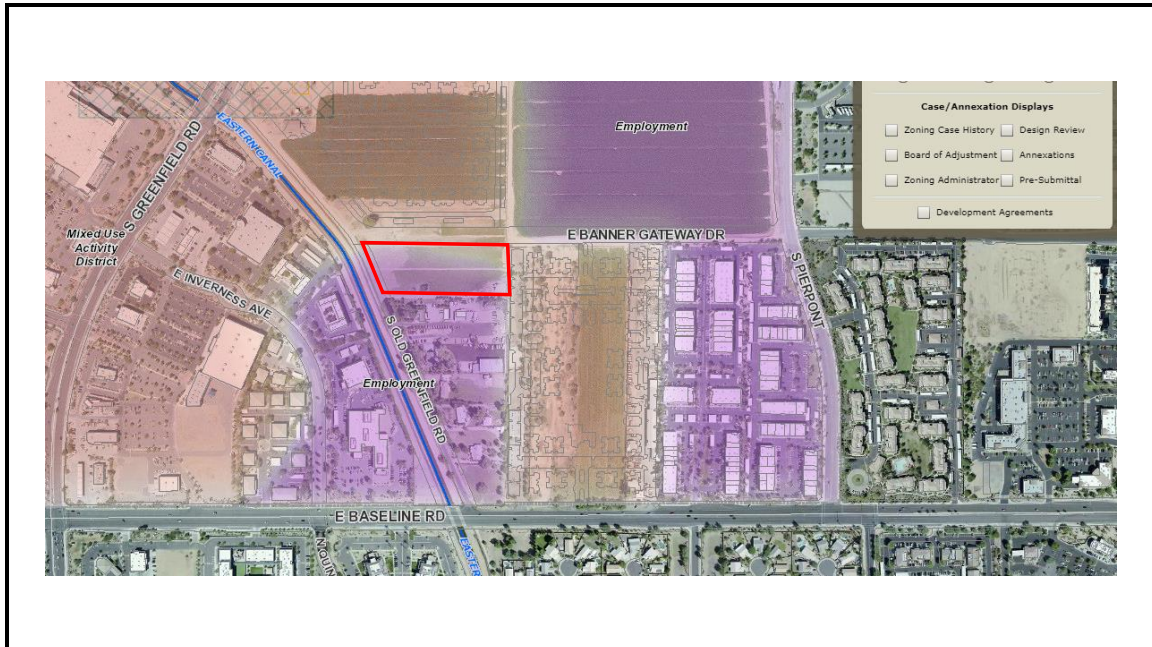 Case/Annexation Displays
Zoning Case History
Design Review
Board of Adjustment
Annexations
Zoning Administrator
Pre-Submittal
Development Agreements
Employment
EASTERN CANAL
S GREENFIELD RD
Mixed Use
Activity
District
E BANNER GATEWAY DR
S PIERPONT
E INVERNESS AVE
S OLD GREENFIELD RD
Employment
E BASELINE RD
N QUIN
EASTER